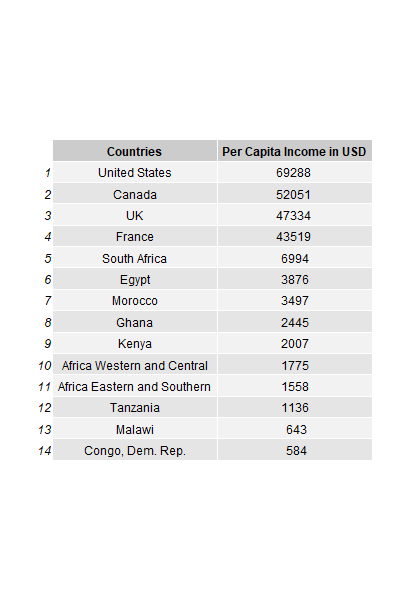 Countries Per Capita Income in USD
1 United States 69288
2 Canada 52051
3 UK 47334
4 France 43519
5 South Africa 6994
6 Egypt 3876
7 Morocco 3497
8 Ghana 2445
9 Kenya 2007
10 Africa Western and Central 1775
11 Africa Eastern and Southern 1558
12 Tanzania 1136
13 Malawi 643
14 Congo, Dem. Rep. 584